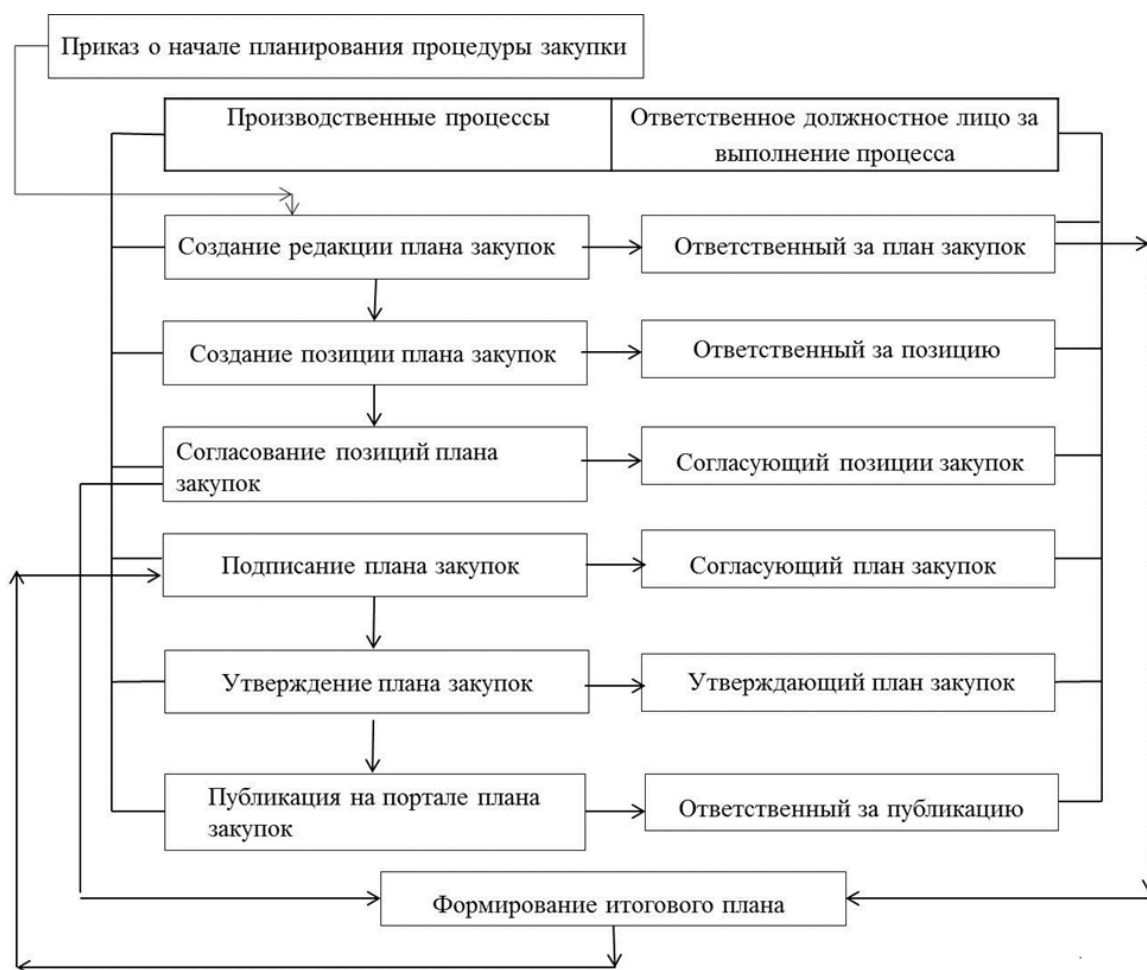 Приказ о начале планирования процедуры закупки
Производственные процессы
Ответственное должностное лицо за
выполнение процесса
Создание редакции плана закупок
Ответственный за план закупок
Создание позиции плана закупок
Ответственный за позицию
Согласование позиций плана
закупок
Согласующий позиции закупок
Подписание плана закупок
Согласующий план закупок
Утверждение плана закупок
Утверждающий план закупок
Публикация на портале плана
закупок
Ответственный за публикацию
Формирование итогового плана